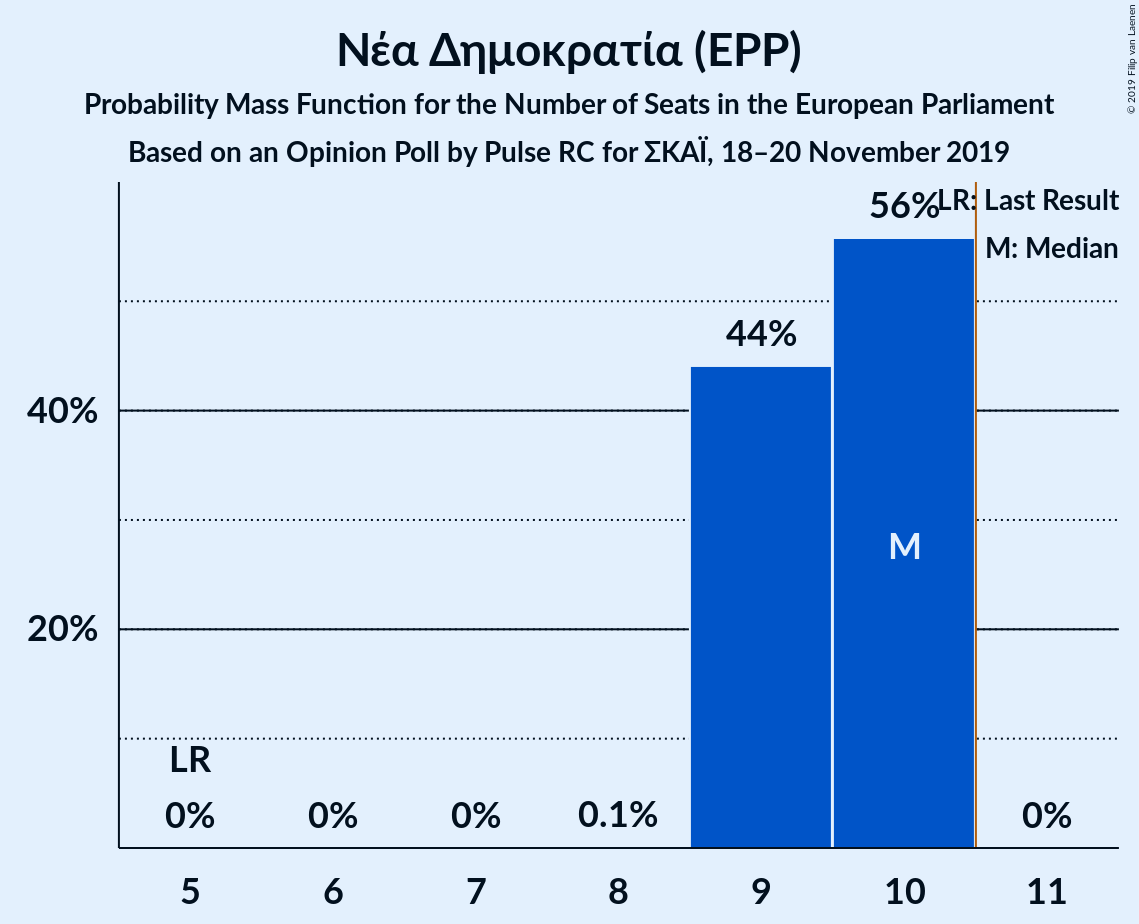 Νέα Δημοκρατία (EPP)
Probability Mass Function for the Number of Seats in the European Parliament
Based on an Opinion Poll by Pulse RC for ΣΚΑΪ, 18–20 November 2019
© 2019 Filip van Laenen
LR: Last Result
M: Median
56%
44%
40%
M
20%
LR
0%
0%
0%
0.1%
0%
5
6
7
8
9
10
11